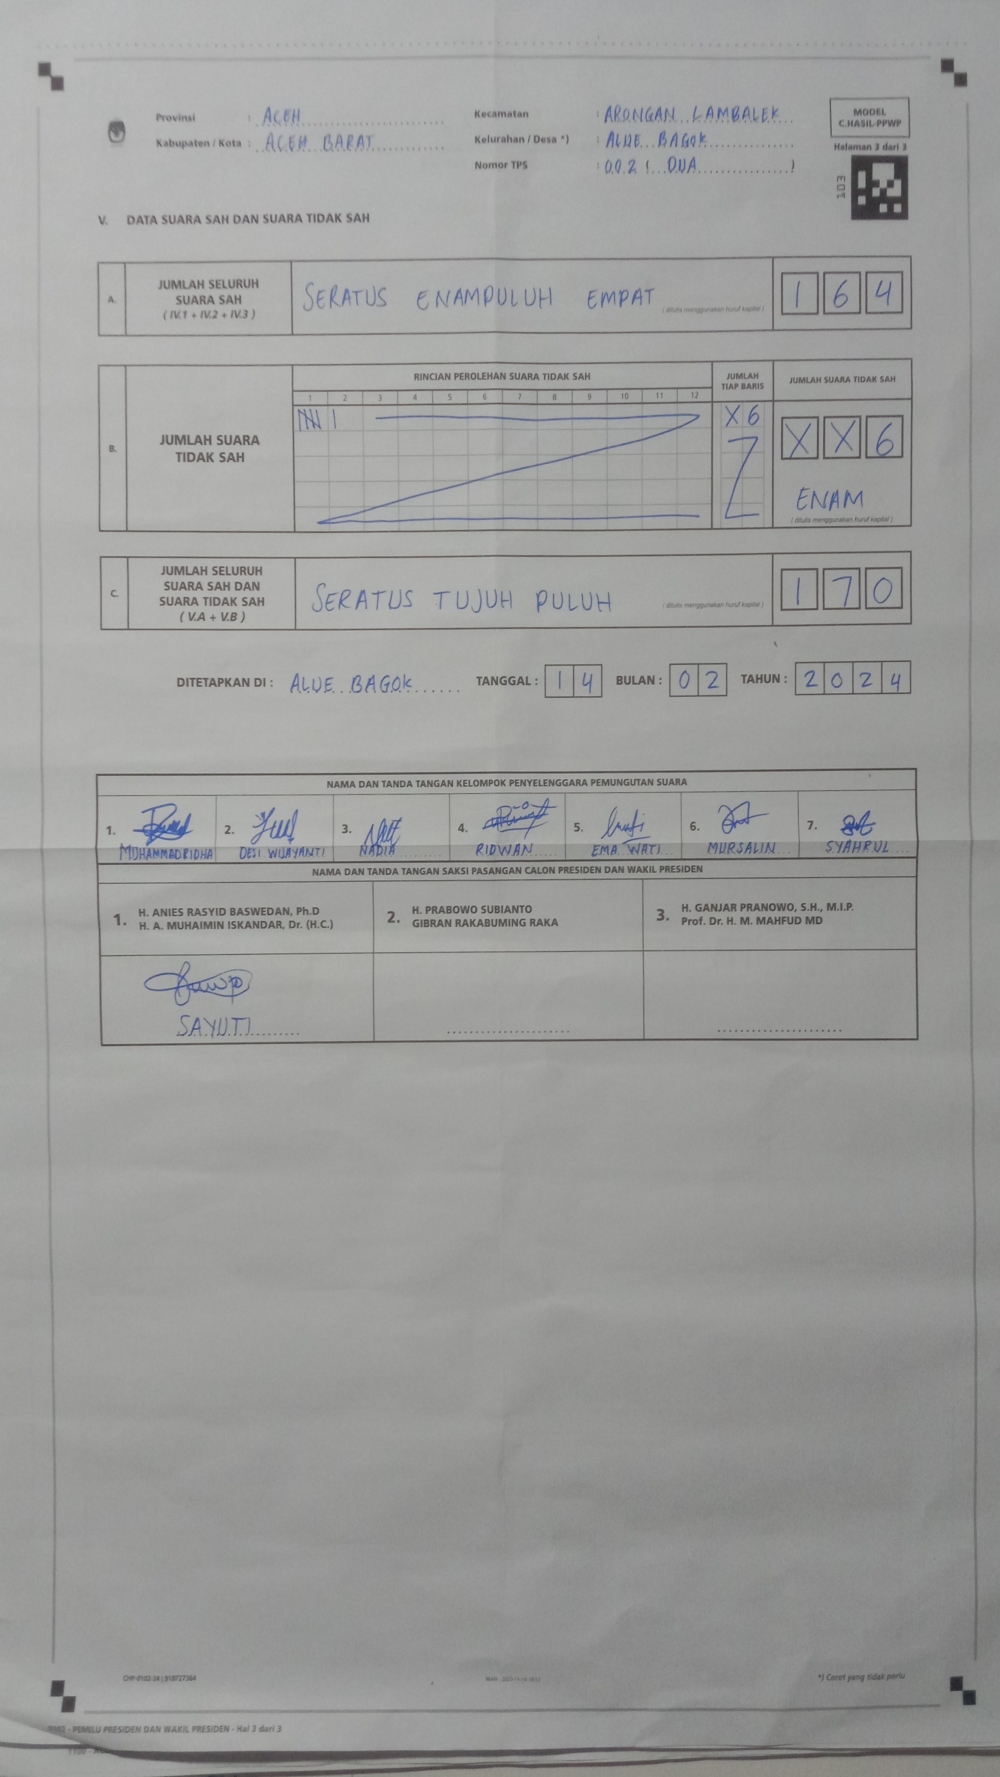 Provinsi : ACEH
Kabupaten / Kota : ACEH BARAT
Kecamatan : ARONGAN LAMBALEK
Kelurahan / Desa *) : ALUE BAGOK
Nomor TPS : 002 ( DUA )
MODEL
C.HASIL-PPWP
Halaman 3 dari 3
103
V. DATA SUARA SAH DAN SUARA TIDAK SAH
A. JUMLAH SELURUH
SUARA SAH
( IV.1 + IV.2 + IV.3 )
SERATUS ENAMPULUH EMPAT
( ditulis menggunakan huruf kapital )
1 6 4
B. JUMLAH SUARA
TIDAK SAH
RINCIAN PEROLEHAN SUARA TIDAK SAH
1 2 3 4 5 6 7 8 9 10 11 12
JUMLAH
TIAP BARIS
X 6
JUMLAH SUARA TIDAK SAH
X X 6
ENAM
( ditulis menggunakan huruf kapital )
C. JUMLAH SELURUH
SUARA SAH DAN
SUARA TIDAK SAH
( V.A + V.B )
SERATUS TUJUH PULUH
( ditulis menggunakan huruf kapital )
1 7 0
DITETAPKAN DI : ALUE BAGOK TANGGAL : 1 4 BULAN : 0 2 TAHUN : 2 0 2 4
NAMA DAN TANDA TANGAN KELOMPOK PENYELENGGARA PEMUNGUTAN SUARA
1. 2. 3. 4. 5. 6. 7.
MUHAMMAD RIDHA DESI WIJAYANTI NADIA RIDWAN EMA WATI MURSALIN SYAHRUL
NAMA DAN TANDA TANGAN SAKSI PASANGAN CALON PRESIDEN DAN WAKIL PRESIDEN
1. H. ANIES RASYID BASWEDAN, Ph.D
H. A. MUHAIMIN ISKANDAR, Dr. (H.C.)
2. H. PRABOWO SUBIANTO
GIBRAN RAKABUMING RAKA
3. H. GANJAR PRANOWO, S.H., M.I.P.
Prof. Dr. H. M. MAHFUD MD
SAYUTI
*) Coret yang tidak perlu
PEMILU PRESIDEN DAN WAKIL PRESIDEN - Hal 3 dari 3